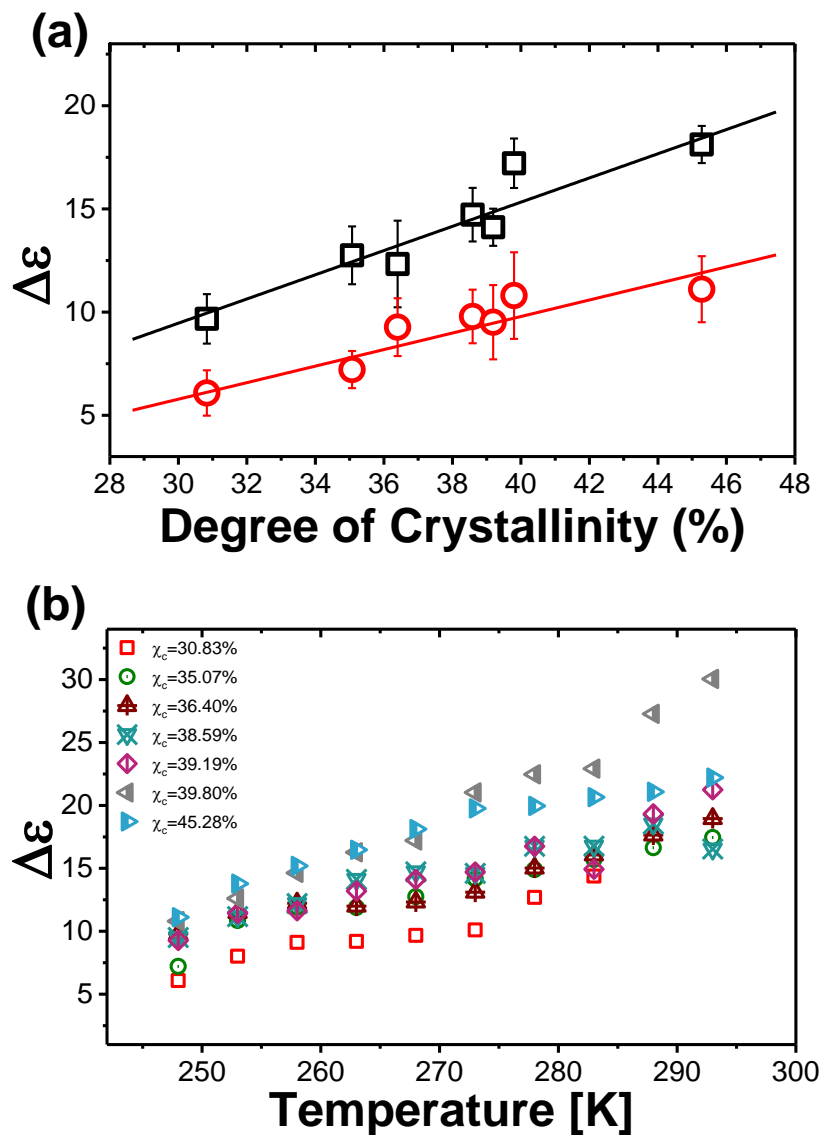 (a)
20
15
10
5
Δε
28 30 32 34 36 38 40 42 44 46 48
Degree of Crystallinity (%)
(b)
χc=30.83%
χc=35.07%
χc=36.40%
χc=38.59%
χc=39.19%
χc=39.80%
χc=45.28%
30
25
20
15
10
5
Δε
250 260 270 280 290 300
Temperature [K]